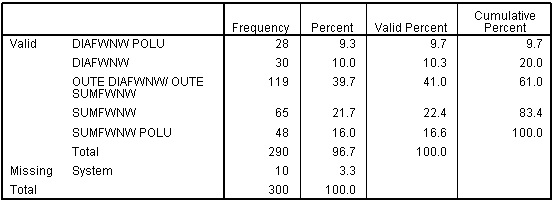 Cumulative
Frequency Percent Valid Percent Percent
Valid DIAFWNW POLU 28 9.3 9.7 9.7
DIAFWNW 30 10.0 10.3 20.0
OUTE DIAFWNW/ OUTE 119 39.7 41.0 61.0
SUMFWNW
SUMFWNW 65 21.7 22.4 83.4
SUMFWNW POLU 48 16.0 16.6 100.0
Total 290 96.7 100.0
Missing System 10 3.3
Total 300 100.0